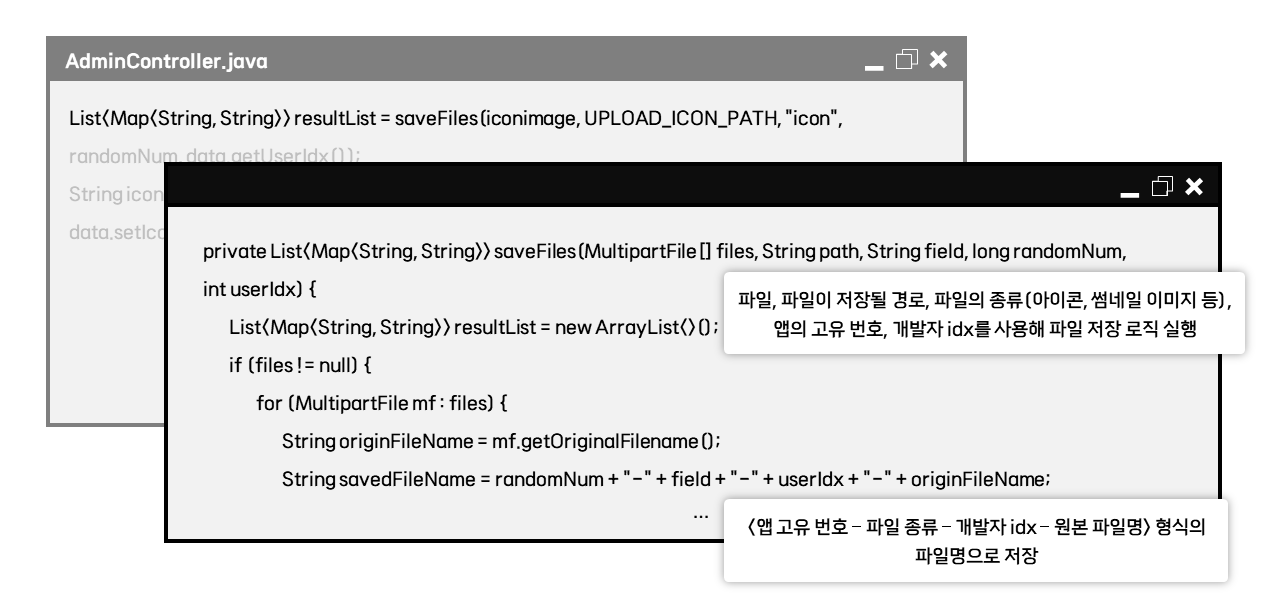 AdminController.java
List〈Map〈String, String〉〉 resultList = saveFiles(iconimage, UPLOAD_ICON_PATH, "icon",
randomNum, data.getUserIdx());
String icon
data.setIco
private List〈Map〈String, String〉〉 saveFiles(MultipartFile[] files, String path, String field, long randomNum,
int userIdx) {
파일, 파일이 저장될 경로, 파일의 종류(아이콘, 썸네일 이미지 등),
앱의 고유 번호, 개발자 idx를 사용해 파일 저장 로직 실행
List〈Map〈String, String〉〉 resultList = new ArrayList〈〉();
if (files != null) {
for (MultipartFile mf : files) {
String originFileName = mf.getOriginalFilename();
String savedFileName = randomNum + "-" + field + "-" + userIdx + "-" + originFileName;
...
〈앱 고유 번호 – 파일 종류 – 개발자 idx – 원본 파일명〉 형식의
파일명으로 저장